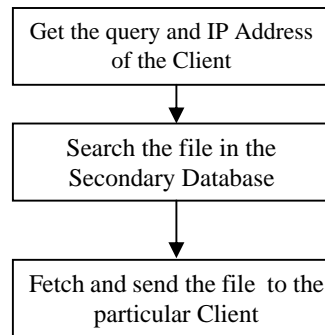 Get the query and IP Address
of the Client
Search the file in the
Secondary Database
Fetch and send the file to the
particular Client